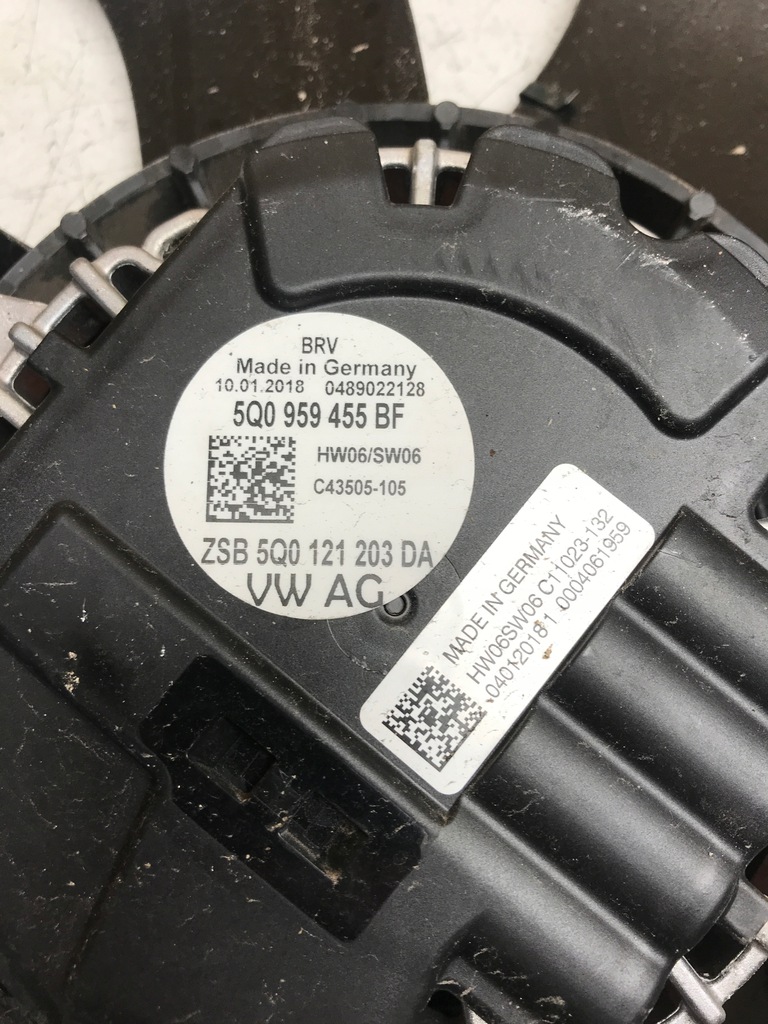 BRV
Made in Germany
10.01.2018 0489022128
5Q0 959 455 BF
HW06/SW06
C43505-105
ZSB 5Q0 121 203 DA
VW AG
MADE IN GERMANY
HW06SW06 C11023-132
040120181 0004061959